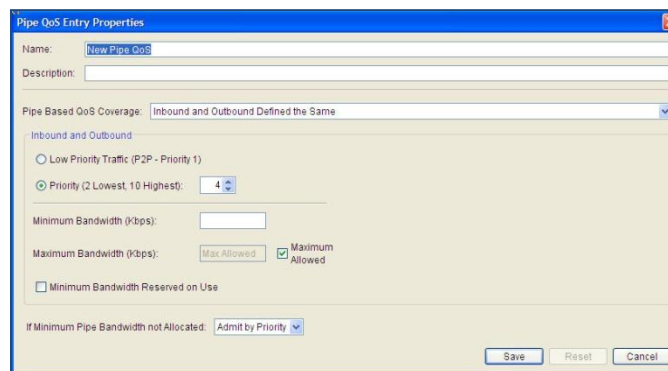 Pipe QoS Entry Properties
Name: New Pipe QoS
Description:
Pipe Based QoS Coverage: Inbound and Outbound Defined the Same
Inbound and Outbound
Low Priority Traffic (P2P - Priority 1)
Priority (2 Lowest, 10 Highest): 4
Minimum Bandwidth (Kbps):
Maximum Bandwidth (Kbps): Max Allowed Maximum Allowed
Minimum Bandwidth Reserved on Use
If Minimum Pipe Bandwidth not Allocated: Admit by Priority
Save Reset Cancel